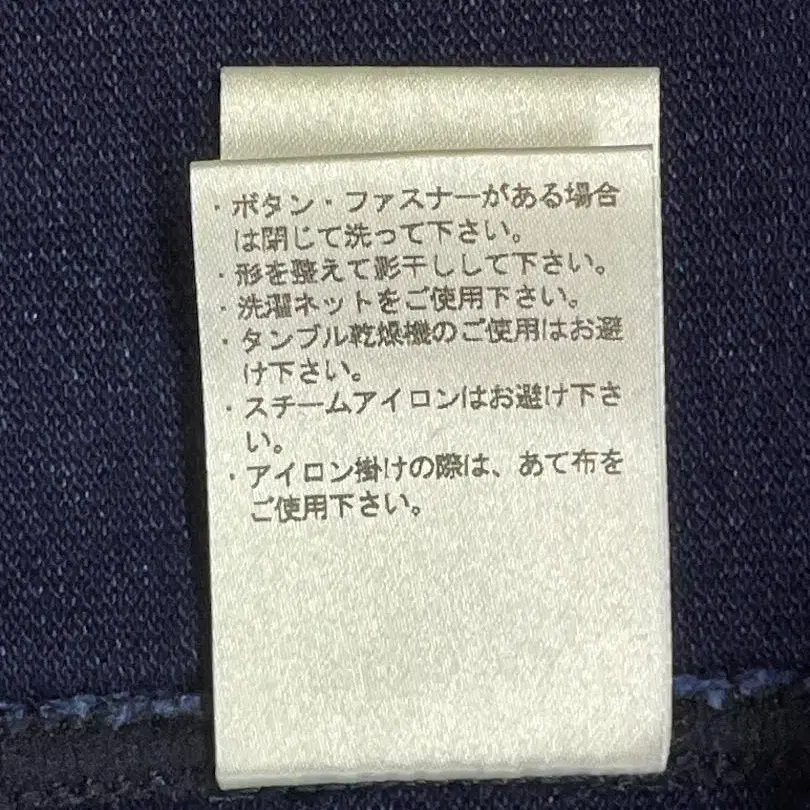 ・ボタン・ファスナーがある場合
は閉じて洗って下さい。
・形を整えて影干しして下さい。
・洗濯ネットをご使用下さい。
・タンブル乾燥機のご使用はお避
け下さい。
・スチームアイロンはお避け下さ
い。
・アイロン掛けの際は、あて布を
ご使用下さい。